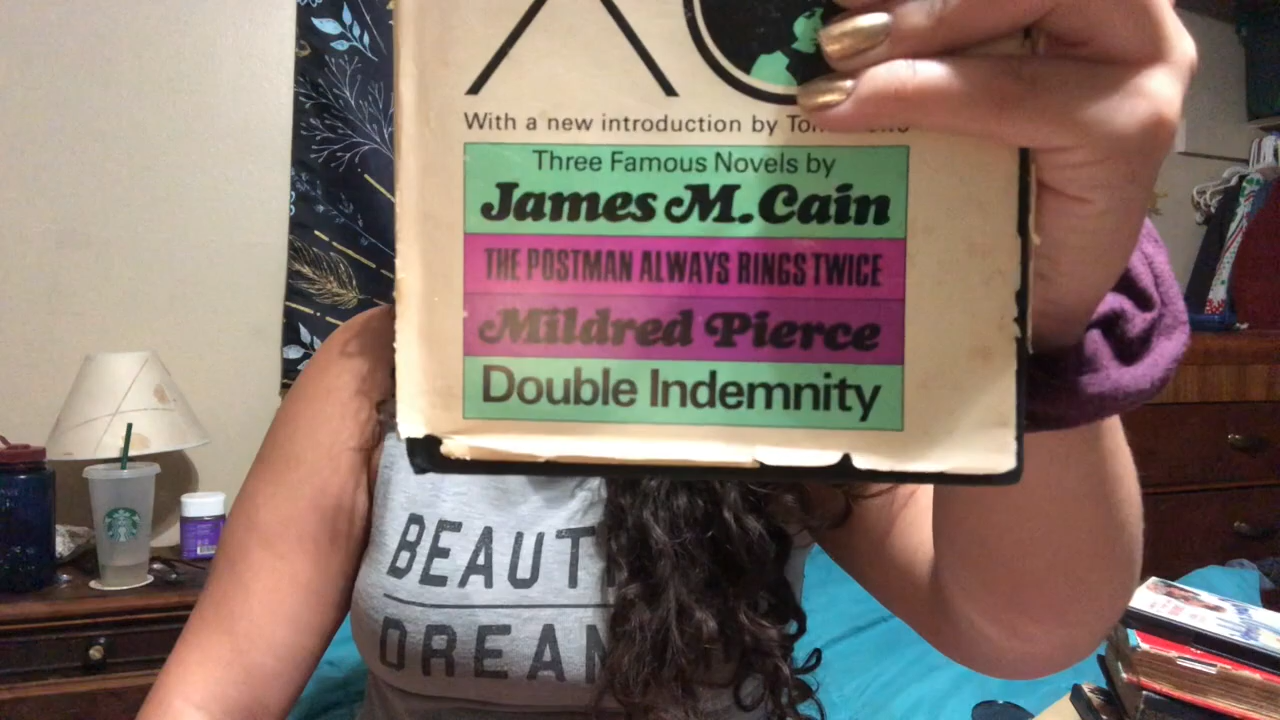 With a new introduction by
Three Famous Novels by
James M. Cain
THE POSTMAN ALWAYS RINGS TWICE
Mildred Pierce
Double Indemnity
BEAUT
DREAM